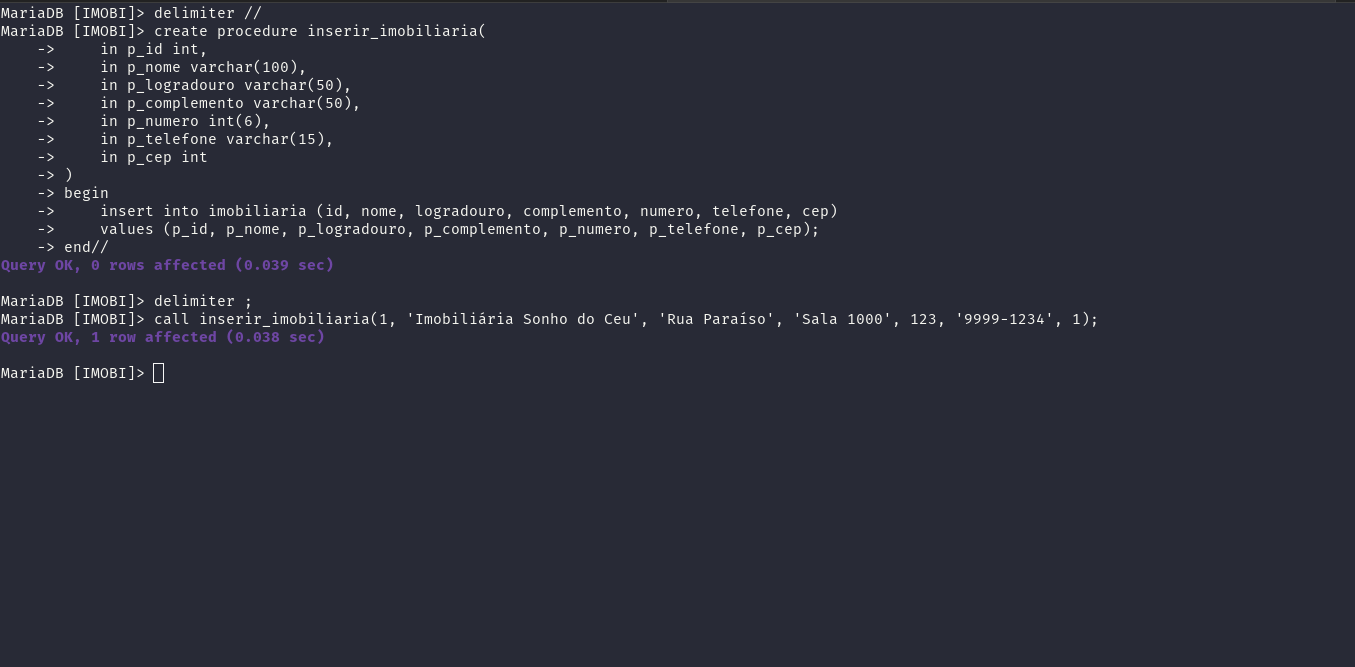 MariaDB [IMOBI]> delimiter //
MariaDB [IMOBI]> create procedure inserir_imobiliaria(
    ->     in p_id int,
    ->     in p_nome varchar(100),
    ->     in p_logradouro varchar(50),
    ->     in p_complemento varchar(50),
    ->     in p_numero int(6),
    ->     in p_telefone varchar(15),
    ->     in p_cep int
    -> )
    -> begin
    ->     insert into imobiliaria (id, nome, logradouro, complemento, numero, telefone, cep)
    ->     values (p_id, p_nome, p_logradouro, p_complemento, p_numero, p_telefone, p_cep);
    -> end//
Query OK, 0 rows affected (0.039 sec)

MariaDB [IMOBI]> delimiter ;
MariaDB [IMOBI]> call inserir_imobiliaria(1, 'Imobiliária Sonho do Ceu', 'Rua Paraíso', 'Sala 1000', 123, '9999-1234', 1);
Query OK, 1 row affected (0.038 sec)

MariaDB [IMOBI]>